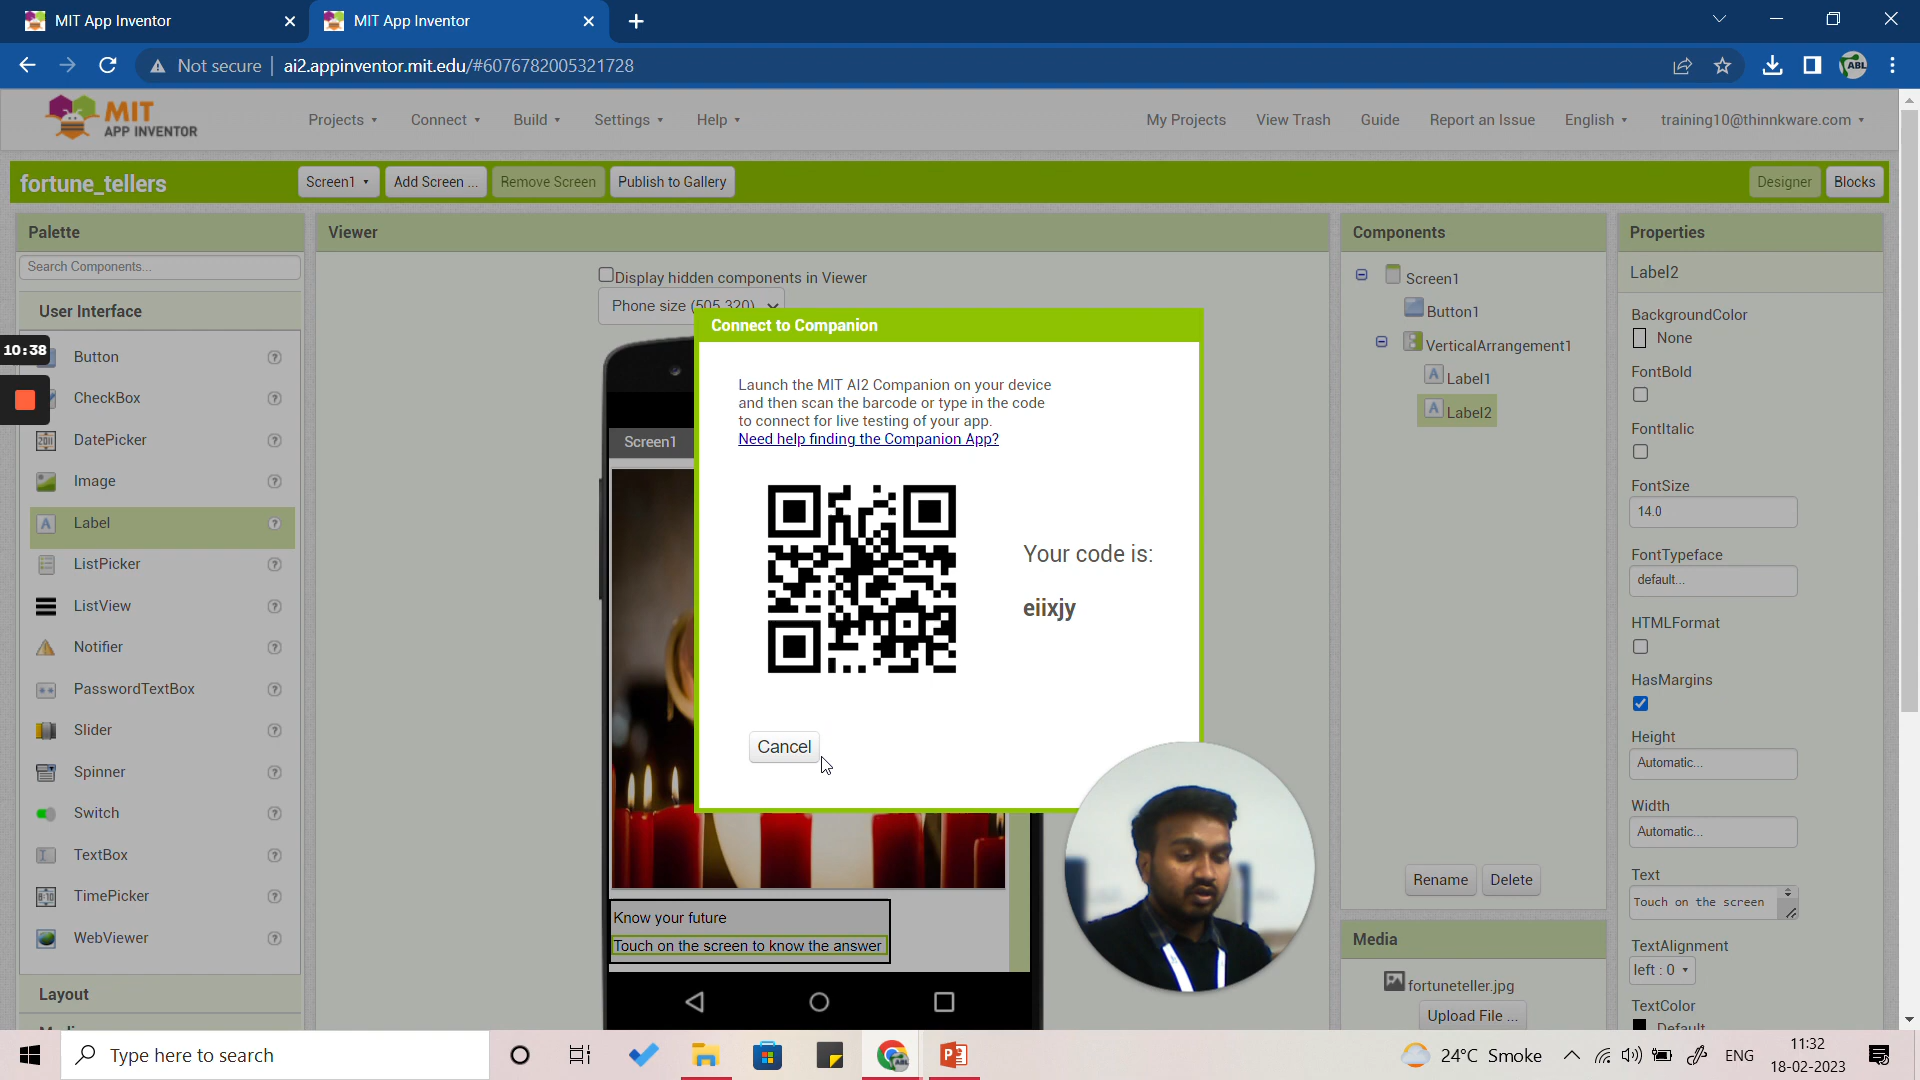 MIT App Inventor
MIT App Inventor
Not secure
ai2.appinventor.mit.edu/#6076782005321728
ABL
MIT
APP INVENTOR
Projects
Connect
Build
Settings
Help
My Projects
View Trash
Guide
Report an Issue
English
training10@thinnkware.com
fortune_tellers
Screen1
Add Screen ...
Remove Screen
Publish to Gallery
Designer
Blocks
Palette
Search Components...
User Interface
10:38
Button
CheckBox
DatePicker
Image
Label
ListPicker
ListView
Notifier
PasswordTextBox
Slider
Spinner
Switch
TextBox
TimePicker
WebViewer
Layout
Viewer
Display hidden components in Viewer
Phone size (505,320)
Screen1
Connect to Companion
Launch the MIT AI2 Companion on your device
and then scan the barcode or type in the code
to connect for live testing of your app.
Need help finding the Companion App?
Your code is:
eiixjy
Cancel
Know your future
Touch on the screen to know the answer
Components
Screen1
Button1
VerticalArrangement1
Label1
Label2
Rename
Delete
Media
fortuneteller.jpg
Upload File ...
Properties
Label2
BackgroundColor
None
FontBold
FontItalic
FontSize
14.0
FontTypeface
default...
HTMLFormat
HasMargins
Height
Automatic...
Width
Automatic...
Text
Touch on the screen
TextAlignment
left : 0
TextColor
Default
Type here to search
24°C Smoke
ENG
11:32
18-02-2023